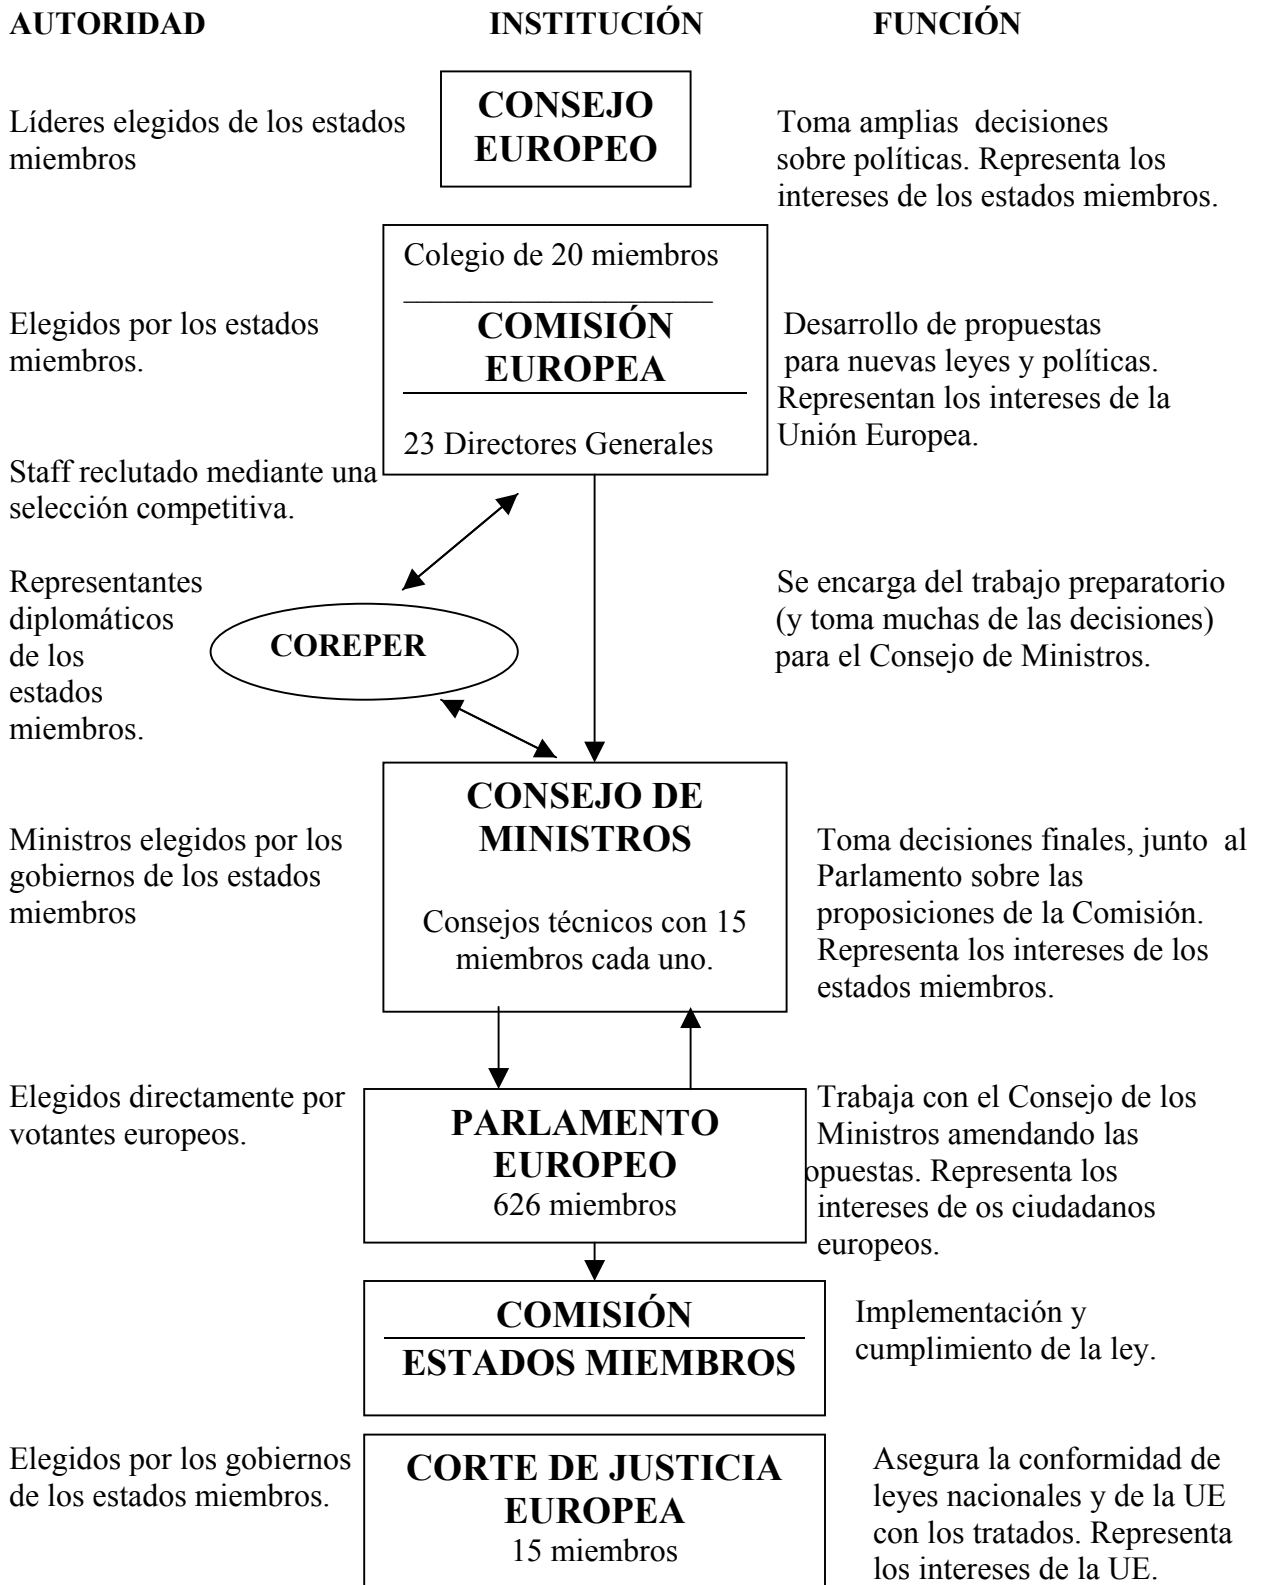 AUTORIDAD INSTITUCIÓN FUNCIÓN
CONSEJO
EUROPEO
Líderes elegidos de los estados
miembros
Toma amplias decisiones
sobre políticas. Representa los
intereses de los estados miembros.
Colegio de 20 miembros
COMISIÓN
EUROPEA
23 Directores Generales
Elegidos por los estados
miembros.
Desarrollo de propuestas
para nuevas leyes y políticas.
Representan los intereses de la
Unión Europea.
Staff reclutado mediante una
selección competitiva.
Representantes
diplomáticos
de los
estados
miembros.
COREPER
Se encarga del trabajo preparatorio
(y toma muchas de las decisiones)
para el Consejo de Ministros.
CONSEJO DE
MINISTROS
Consejos técnicos con 15
miembros cada uno.
Ministros elegidos por los
gobiernos de los estados
miembros
Toma decisiones finales, junto al
Parlamento sobre las
proposiciones de la Comisión.
Representa los intereses de los
estados miembros.
Elegidos directamente por
votantes europeos.
PARLAMENTO
EUROPEO
626 miembros
Trabaja con el Consejo de los
Ministros amendando las
opuestas. Representa los
intereses de os ciudadanos
europeos.
COMISIÓN
ESTADOS MIEMBROS
Implementación y
cumplimiento de la ley.
Elegidos por los gobiernos
de los estados miembros.
CORTE DE JUSTICIA
EUROPEA
15 miembros
Asegura la conformidad de
leyes nacionales y de la UE
con los tratados. Representa
los intereses de la UE.